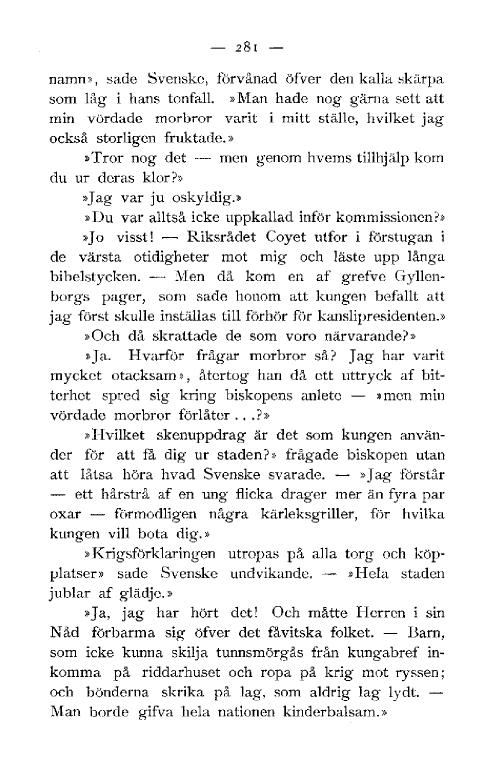 — 281 —
namn», sade Svenske, förvånad öfver den kalla skärpa
som låg i hans tonfall. »Man hade nog gärna sett att
min vördade morbror varit i mitt ställe, hvilket jag
också storligen fruktade.»
»Tror nog det — men genom hvems tillhjälp kom
du ur deras klor?»
»Jag var ju oskyldig.»
»Du var alltså icke uppkallad inför kommissionen?»
»Jo visst! — Riksrådet Coyet utfor i förstugan i
de värsta otidigheter mot mig och läste upp långa
bibelstycken. — Men då kom en af grefve Gyllen-
borgs pager, som sade honom att kungen befallt att
jag först skulle inställas till förhör för kanslipresidenten.»
»Och då skrattade de som voro närvarande?»
»Ja. Hvarför frågar morbror så? Jag har varit
mycket otacksam», återtog han då ett uttryck af bit-
terhet spred sig kring biskopens anlete — »men min
vördade morbror förlåter . . .?»
»Hvilket skenuppdrag är det som kungen använ-
der för att få dig ur staden?» frågade biskopen utan
att låtsa höra hvad Svenske svarade. — »Jag förstår
— ett hårstrå af en ung flicka drager mer än fyra par
oxar — förmodligen några kärleksgriller, för hvilka
kungen vill bota dig.»
»Krigsförklaringen utropas på alla torg och köp-
platser» sade Svenske undvikande. — »Hela staden
jublar af glädje.»
»Ja, jag har hört det! Och måtte Herren i sin
Nåd förbarma sig öfver det fåvitska folket. — Barn,
som icke kunna skilja tunnsmörgås från kungabref in-
komma på riddarhuset och ropa på krig mot ryssen;
och bönderna skrika på lag, som aldrig lag lydt. —
Man borde gifva hela nationen kinderbalsam.»